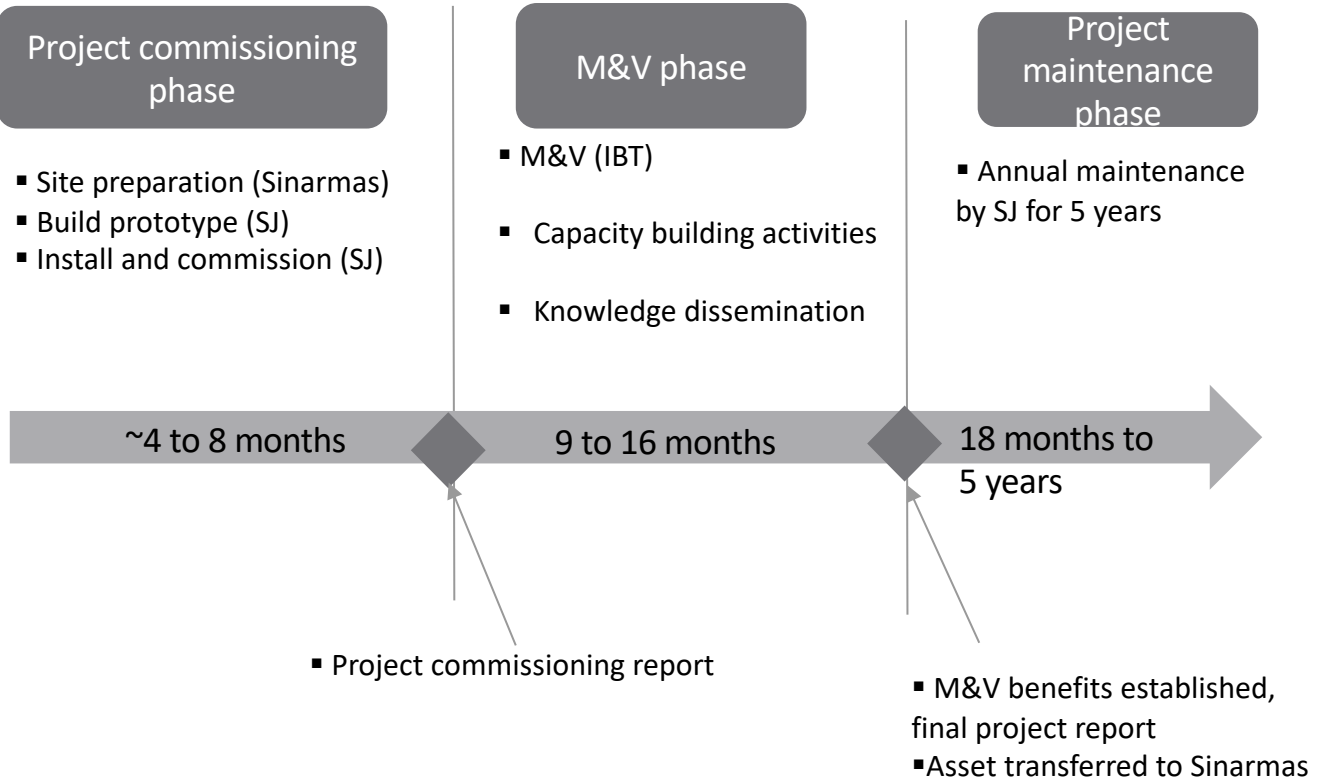 Project commissioning
phase
▪ Site preparation (Sinarmas)
▪ Build prototype (SJ)
▪ Install and commission (SJ)
M&V phase
▪ M&V (IBT)
▪ Capacity building activities
▪ Knowledge dissemination
Project
maintenance
phase
▪ Annual maintenance
by SJ for 5 years
~4 to 8 months
9 to 16 months
18 months to
5 years
▪ Project commissioning report
▪ M&V benefits established,
final project report
▪Asset transferred to Sinarmas